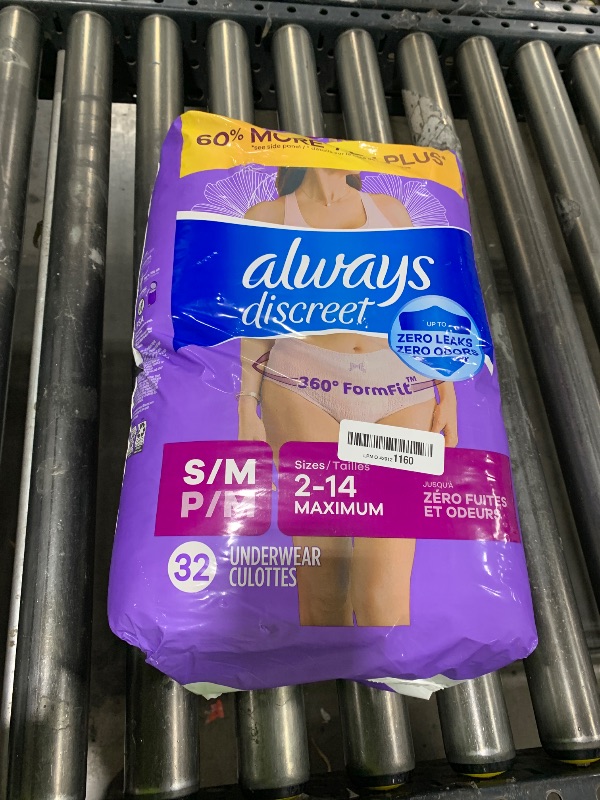 60% MORE
PLUS*
always
discreet
UP TO
ZERO LEAKS
ZERO ODORS
360° FormFit™
1160
S/M
P/M
Sizes/Tailles
2-14
MAXIMUM
JUSQU'À
ZÉRO FUITES
ET ODEURS
32
UNDERWEAR
CULOTTES